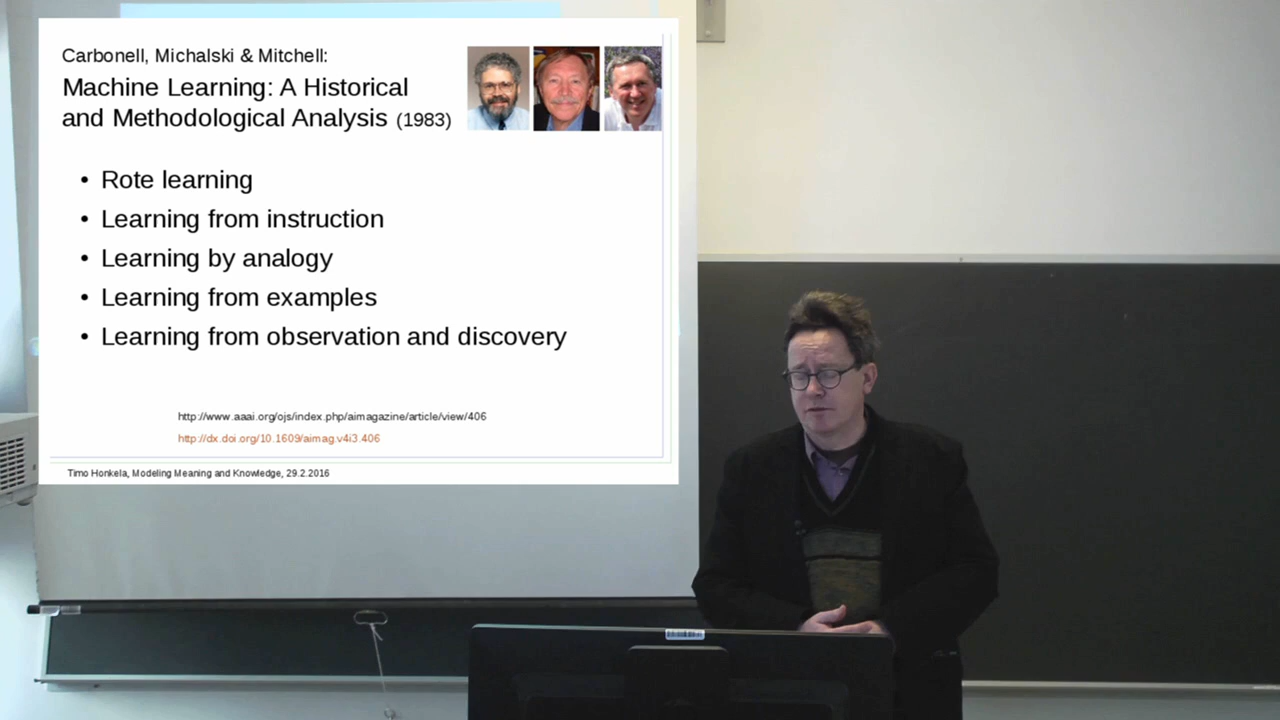 Carbonell, Michalski & Mitchell:
Machine Learning: A Historical
and Methodological Analysis (1983)
• Rote learning
• Learning from instruction
• Learning by analogy
• Learning from examples
• Learning from observation and discovery
http://www.aaai.org/ojs/index.php/aimagazine/article/view/406
http://dx.doi.org/10.1609/aimag.v4i3.406
Timo Honkela, Modeling Meaning and Knowledge, 29.2.2016